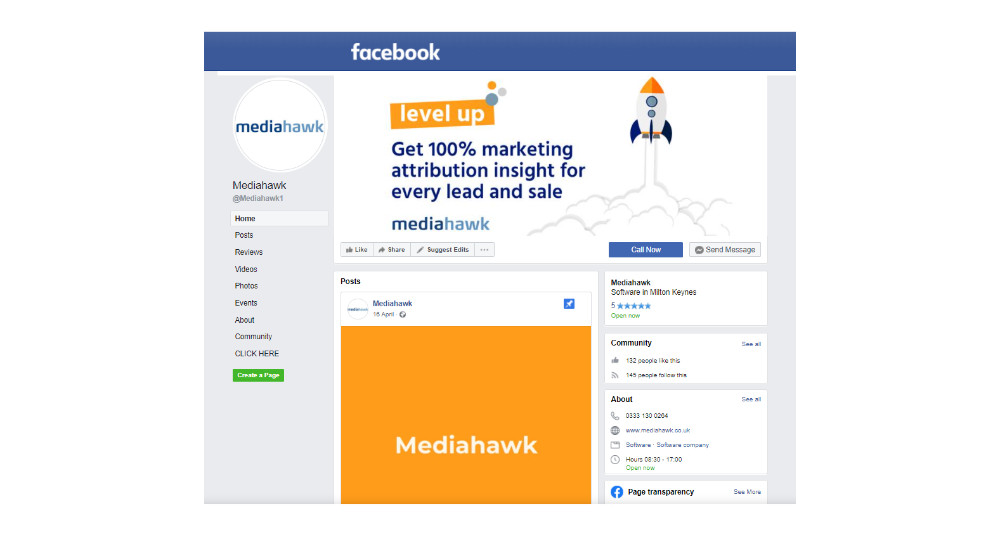 facebook
mediahawk
Mediahawk
@Mediahawk1
Home
Posts
Reviews
Videos
Photos
Events
About
Community
CLICK HERE
Create a Page
level up
Get 100% marketing
attribution insight for
every lead and sale
mediahawk
Like Share Suggest Edits ...
Call Now
Send Message
Posts
mediahawk
Mediahawk
16 April ·
Mediahawk
Mediahawk
Software in Milton Keynes
5 ★★★★★
Open now
Community See all
132 people like this
145 people follow this
About See all
0333 130 0264
www.mediahawk.co.uk
Software · Software company
Hours 08:30 - 17:00
Open now
Page transparency See More